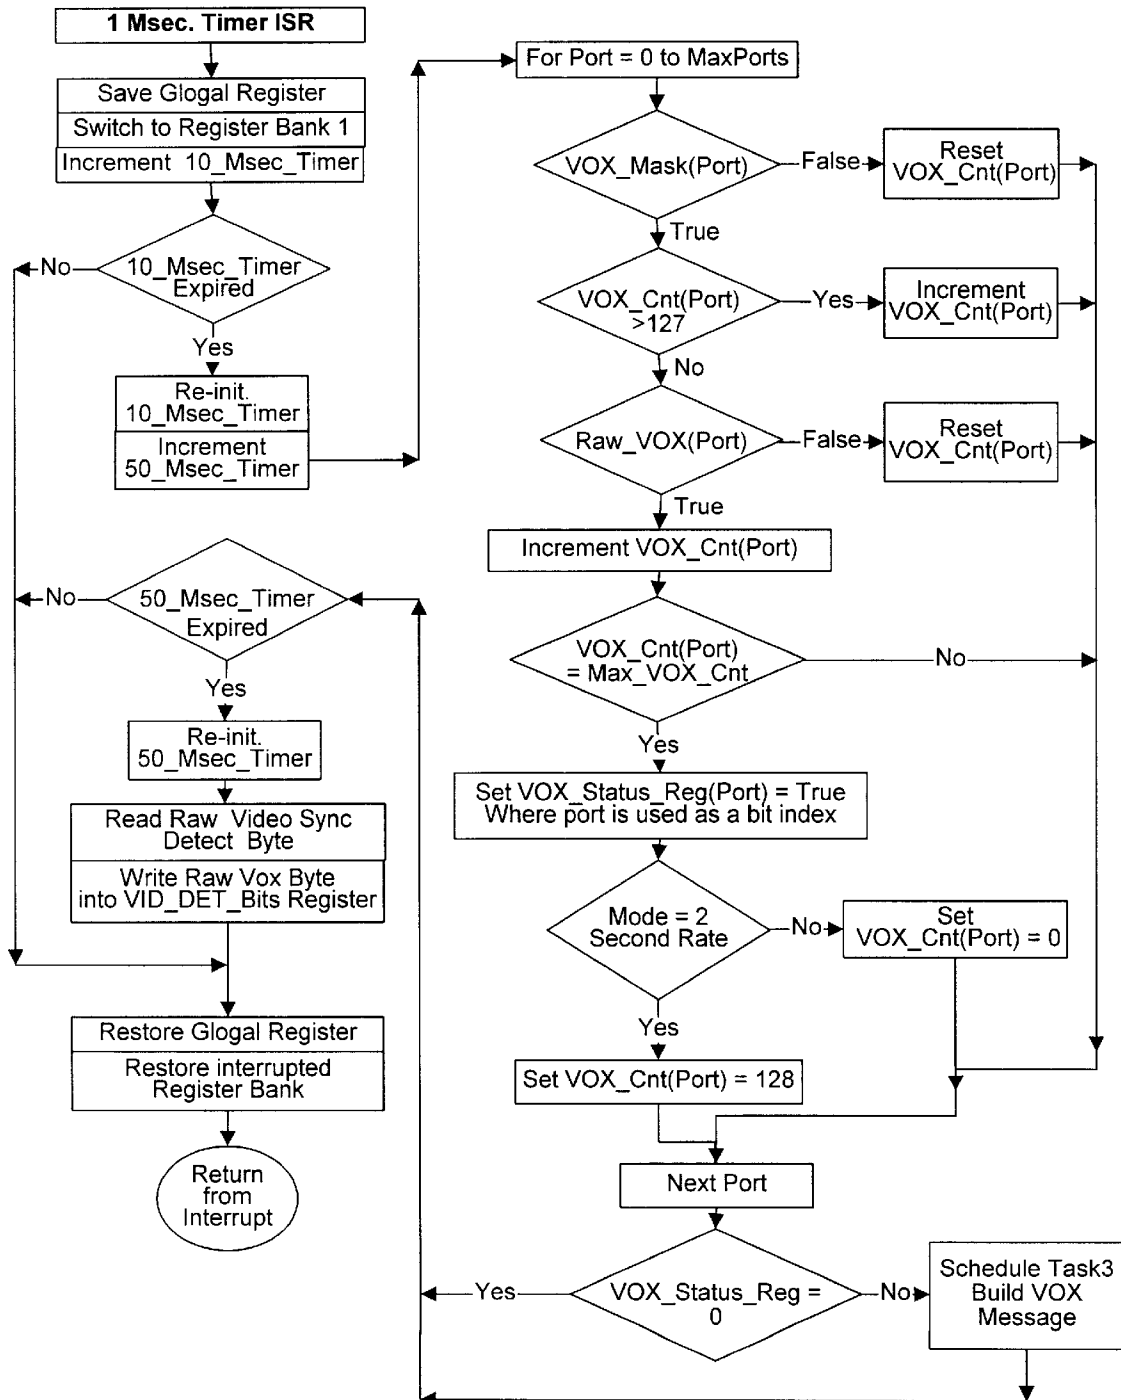 1 Msec. Timer ISR
Save Glogal Register
Switch to Register Bank 1
Increment 10_Msec_Timer
10_Msec_Timer
Expired
No
Yes
Re-init.
10_Msec_Timer
Increment
50_Msec_Timer
For Port = 0 to MaxPorts
VOX_Mask(Port)
False
Reset
VOX_Cnt(Port)
True
VOX_Cnt(Port)
>127
Yes
Increment
VOX_Cnt(Port)
No
Raw_VOX(Port)
False
Reset
VOX_Cnt(Port)
True
Increment VOX_Cnt(Port)
VOX_Cnt(Port)
= Max_VOX_Cnt
No
Yes
Set VOX_Status_Reg(Port) = True
Where port is used as a bit index
Mode = 2
Second Rate
No
Set
VOX_Cnt(Port) = 0
Yes
Set VOX_Cnt(Port) = 128
Next Port
VOX_Status_Reg =
0
Yes
No
Schedule Task3
Build VOX
Message
50_Msec_Timer
Expired
No
Yes
Re-init.
50_Msec_Timer
Read Raw Video Sync
Detect Byte
Write Raw Vox Byte
into VID_DET_Bits Register
Restore Glogal Register
Restore interrupted
Register Bank
Return
from
Interrupt